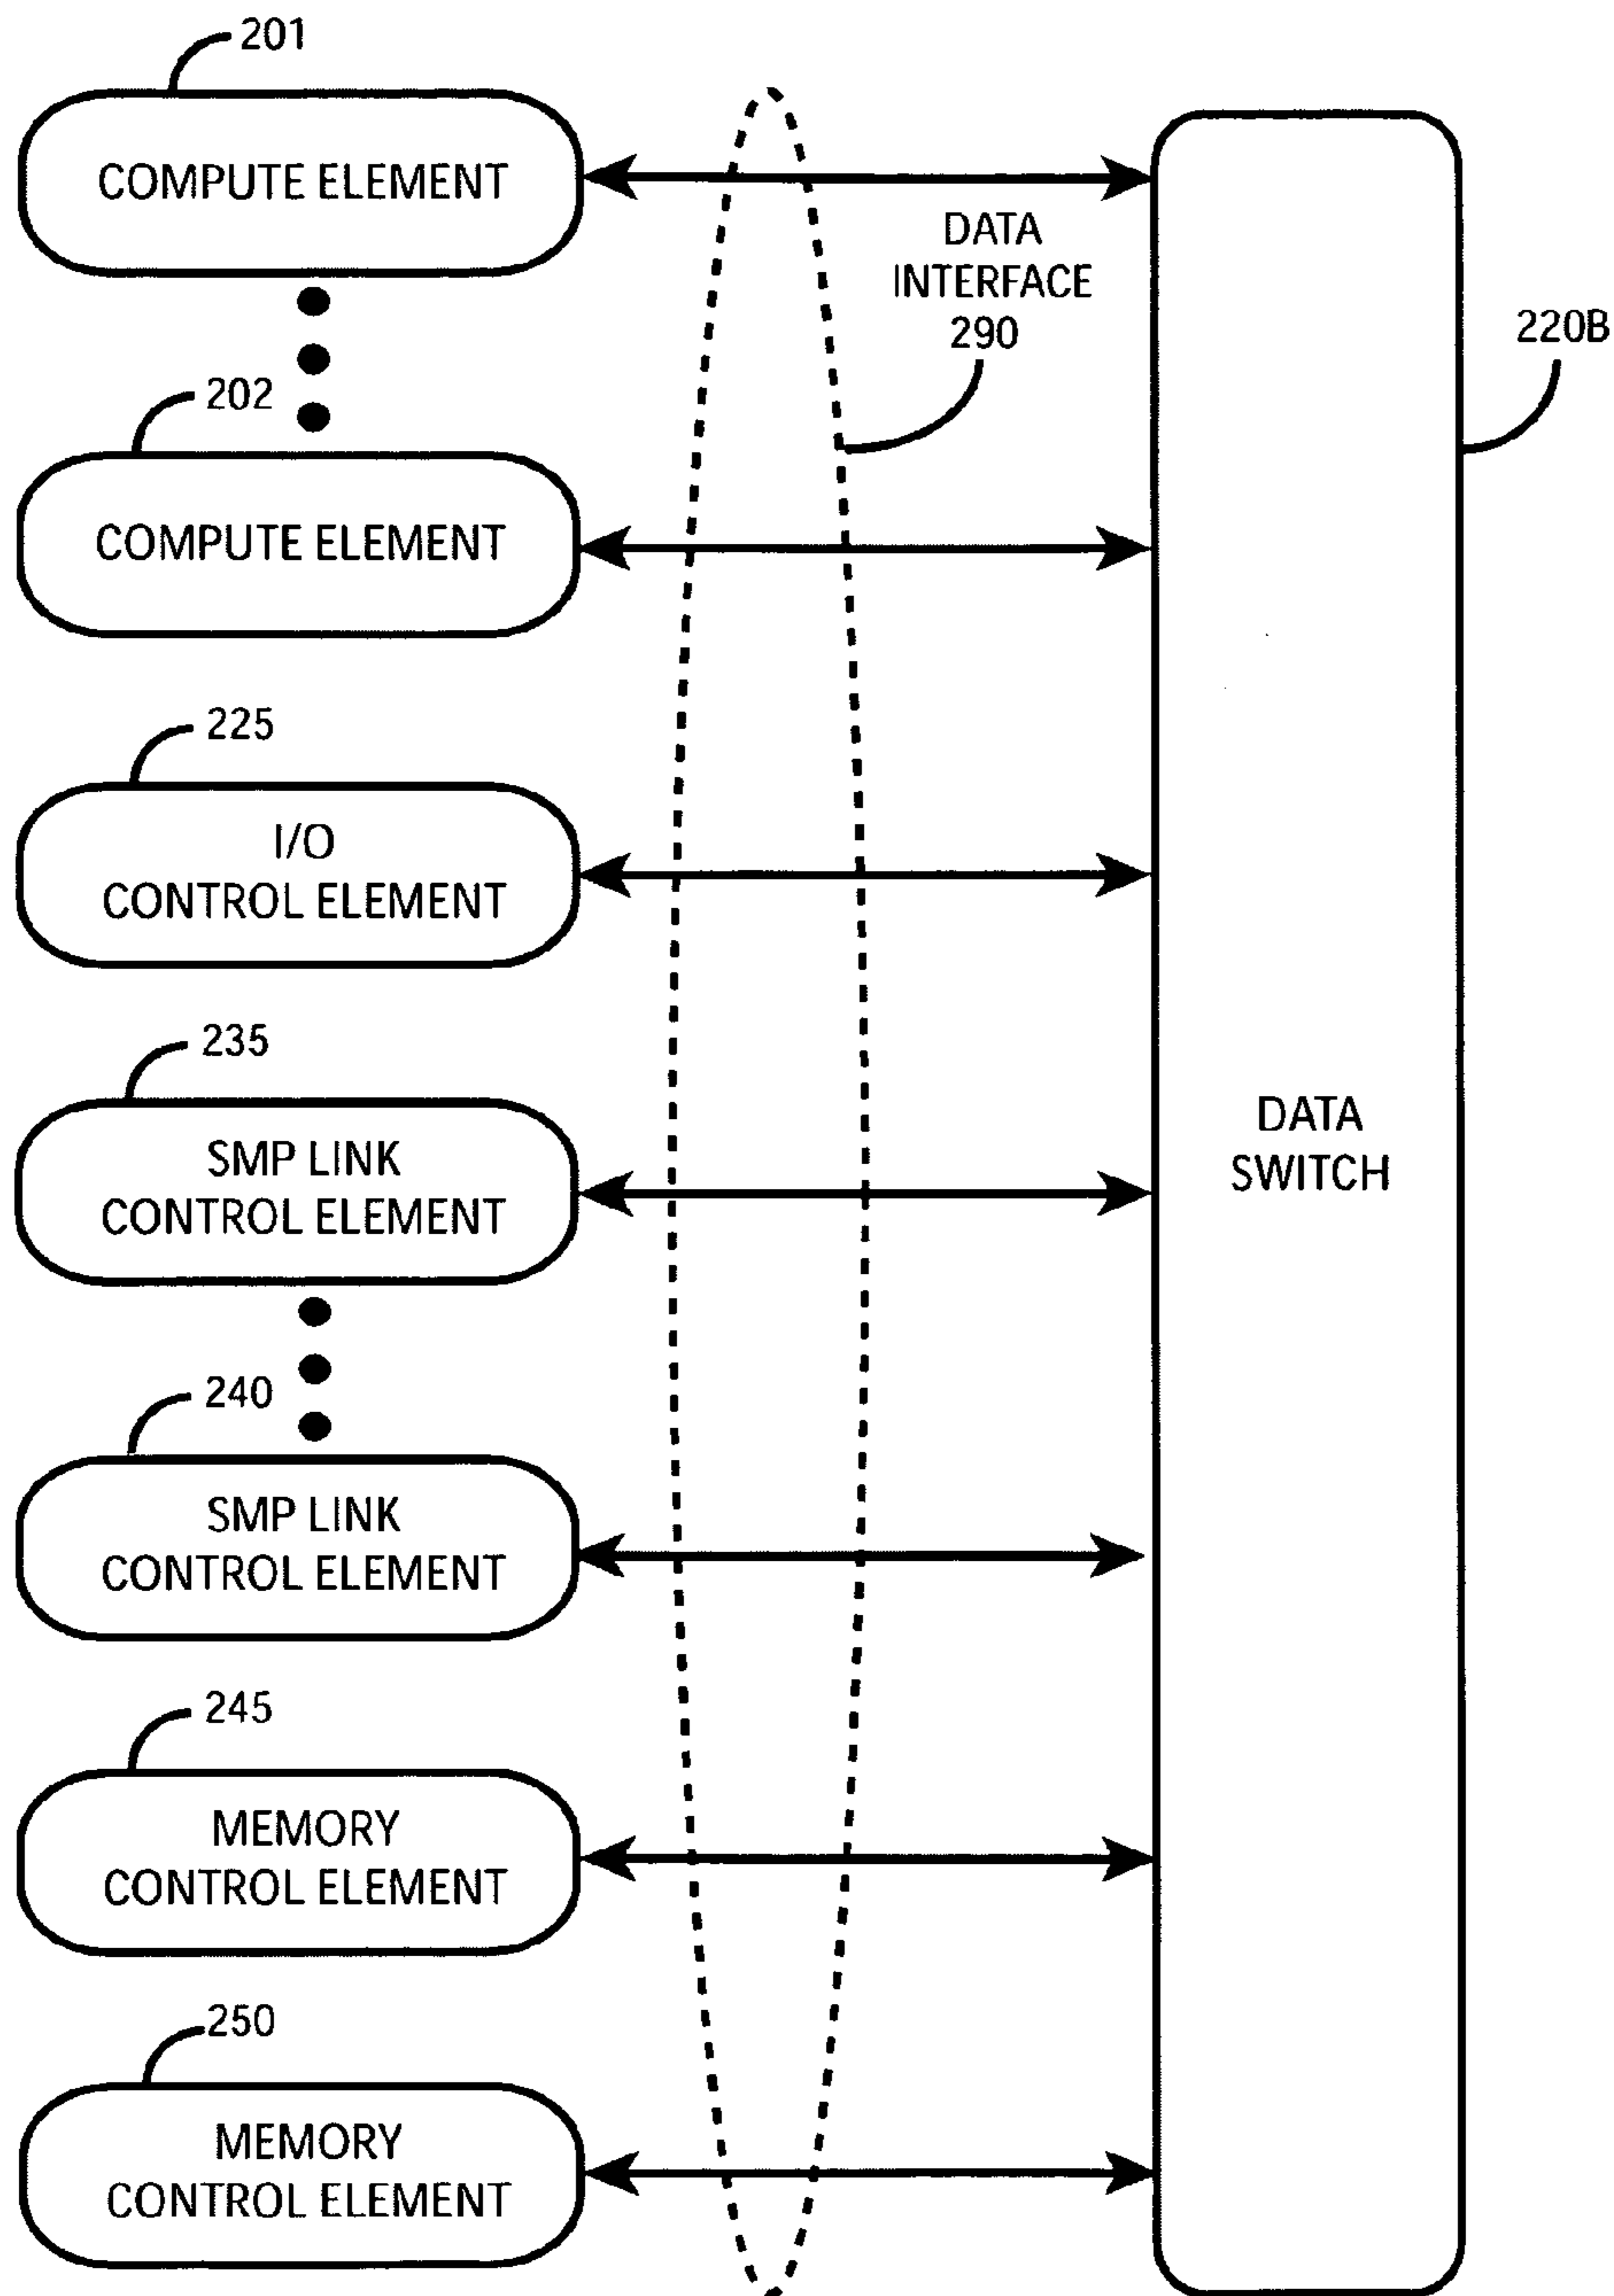 201
COMPUTE ELEMENT
DATA
INTERFACE
290
220B
202
COMPUTE ELEMENT
225
I/O
CONTROL ELEMENT
235
SMP LINK
CONTROL ELEMENT
DATA
SWITCH
240
SMP LINK
CONTROL ELEMENT
245
MEMORY
CONTROL ELEMENT
250
MEMORY
CONTROL ELEMENT